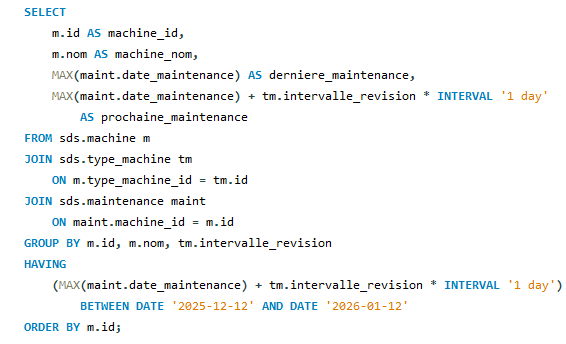 SELECT
m.id AS machine_id,
m.nom AS machine_nom,
MAX(maint.date_maintenance) AS derniere_maintenance,
MAX(maint.date_maintenance) + tm.intervalle_revision * INTERVAL '1 day'
AS prochaine_maintenance
FROM sds.machine m
JOIN sds.type_machine tm
ON m.type_machine_id = tm.id
JOIN sds.maintenance maint
ON maint.machine_id = m.id
GROUP BY m.id, m.nom, tm.intervalle_revision
HAVING
(MAX(maint.date_maintenance) + tm.intervalle_revision * INTERVAL '1 day')
BETWEEN DATE '2025-12-12' AND DATE '2026-01-12'
ORDER BY m.id;